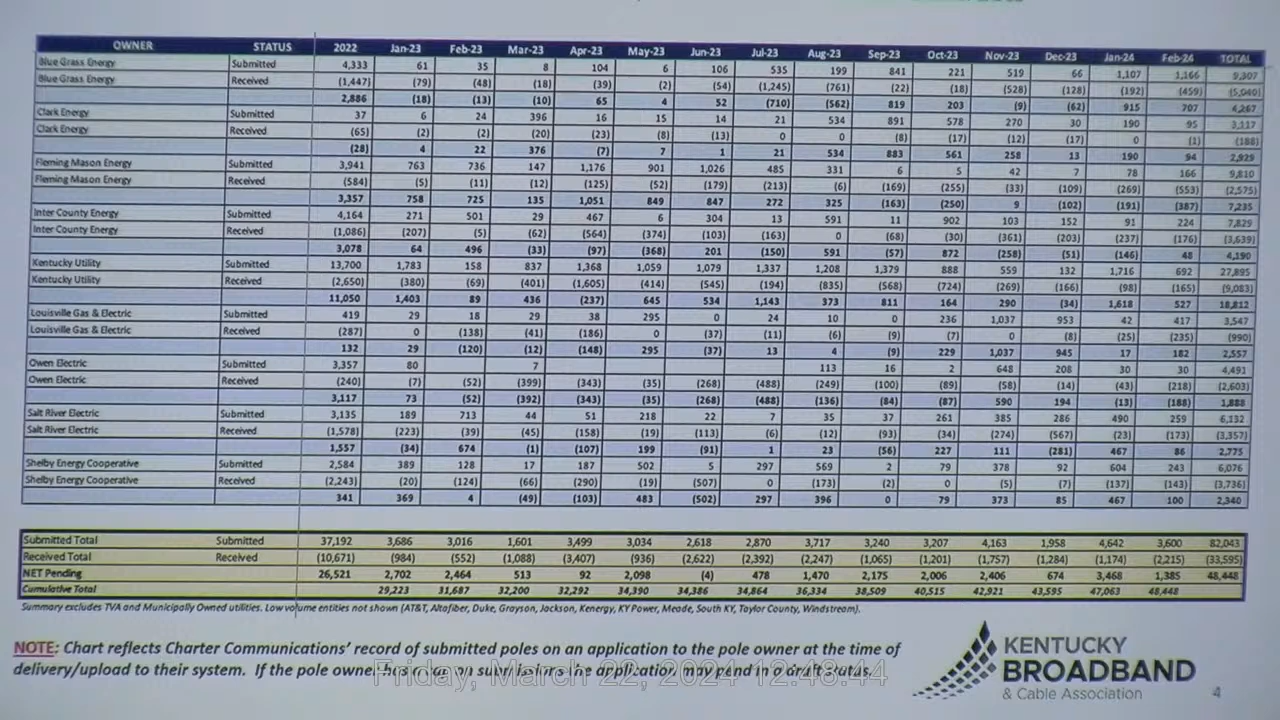 OWNER STATUS 2022 Jan-23 Feb-23 Mar-23 Apr-23 May-23 Jun-23 Jul-23 Aug-23 Sep-23 Oct-23 Nov-23 Dec-23 Jan-24 Feb-24 TOTAL
Blue Grass Energy Submitted 4,333 61 35 8 104 6 106 535 199 841 221 519 66 1,107 1,166 9,307
Blue Grass Energy Received (1,447) (79) (48) (18) (39) (2) (54) (1,245) (761) (22) (18) (528) (128) (192) (459) (5,040)
2,886 (18) (13) (10) 65 4 52 (710) (562) 819 203 (9) (62) 915 707 4,267
Clark Energy Submitted 37 6 24 396 16 15 14 21 534 891 578 270 30 190 95 3,117
Clark Energy Received (65) (2) (2) (20) (23) (8) (13) 0 0 (8) (17) (12) (17) 0 (1) (188)
(28) 4 22 376 (7) 7 1 21 534 883 561 258 13 190 94 2,929
Fleming Mason Energy Submitted 3,941 763 736 147 1,176 901 1,026 485 331 6 5 42 7 78 166 9,810
Fleming Mason Energy Received (584) (5) (11) (12) (125) (52) (179) (213) (6) (169) (255) (33) (109) (269) (553) (2,575)
3,357 758 725 135 1,051 849 847 272 325 (163) (250) 9 (102) (191) (387) 7,235
Inter County Energy Submitted 4,164 271 501 29 467 6 304 13 591 11 902 103 152 91 224 7,829
Inter County Energy Received (1,086) (207) (5) (62) (564) (374) (103) (163) 0 (68) (30) (361) (203) (237) (176) (3,639)
3,078 64 496 (33) (97) (368) 201 (150) 591 (57) 872 (258) (51) (146) 48 4,190
Kentucky Utility Submitted 13,700 1,783 158 837 1,368 1,059 1,079 1,337 1,208 1,379 888 559 132 1,716 692 27,895
Kentucky Utility Received (2,650) (380) (69) (401) (1,605) (414) (545) (194) (835) (568) (724) (269) (166) (98) (165) (9,083)
11,050 1,403 89 436 (237) 645 534 1,143 373 811 164 290 (34) 1,618 527 18,812
Louisville Gas & Electric Submitted 419 29 18 29 38 295 0 24 10 0 236 1,037 953 42 417 3,547
Louisville Gas & Electric Received (287) 0 (138) (41) (186) 0 (37) (11) (6) (9) (7) 0 (8) (25) (235) (990)
132 29 (120) (12) (148) 295 (37) 13 4 (9) 229 1,037 945 17 182 2,557
Owen Electric Submitted 3,357 80 7 113 16 2 648 208 30 30 4,491
Owen Electric Received (240) (7) (52) (399) (343) (35) (268) (488) (249) (100) (89) (58) (14) (43) (218) (2,603)
3,117 73 (52) (392) (343) (35) (268) (488) (136) (84) (87) 590 194 (13) (188) 1,888
Salt River Electric Submitted 3,135 189 713 44 51 218 22 7 35 37 261 385 286 490 259 6,132
Salt River Electric Received (1,578) (223) (39) (45) (158) (19) (113) (6) (12) (93) (34) (274) (567) (23) (173) (3,357)
1,557 (34) 674 (1) (107) 199 (91) 1 23 (56) 227 111 (281) 467 86 2,775
Shelby Energy Cooperative Submitted 2,584 389 128 17 187 502 5 297 569 2 79 378 92 604 243 6,076
Shelby Energy Cooperative Received (2,243) (20) (124) (66) (290) (19) (507) 0 (173) (2) 0 (5) (7) (137) (143) (3,736)
341 369 4 (49) (103) 483 (502) 297 396 0 79 373 85 467 100 2,340
Submitted Total Submitted 37,192 3,686 3,016 1,601 3,499 3,034 2,618 2,870 3,717 3,240 3,207 4,163 1,958 4,642 3,600 82,043
Received Total Received (10,671) (984) (552) (1,088) (3,407) (936) (2,622) (2,392) (2,247) (1,065) (1,201) (1,757) (1,284) (1,174) (2,215) (33,595)
NET Pending 26,521 2,702 2,464 513 92 2,098 (4) 478 1,470 2,175 2,006 2,406 674 3,468 1,385 48,448
Cumulative Total 29,223 31,687 32,200 32,292 34,390 34,386 34,864 36,334 38,509 40,515 42,921 43,595 47,063 48,448
Summary excludes TVA and Municipally Owned utilities. Low volume entities not shown (AT&T, Altafiber, Duke, Grayson, Jackson, Kenergy, KY Power, Meade, South KY, Taylor County, Windstream).
NOTE: Chart reflects Charter Communications' record of submitted poles on an application to the pole owner at the time of
delivery/upload to their system. If the pole owner has a on submissions the application may pend in a draft status.
Friday, March 22, 2024 12:48:44
KENTUCKY
BROADBAND
& Cable Association
4